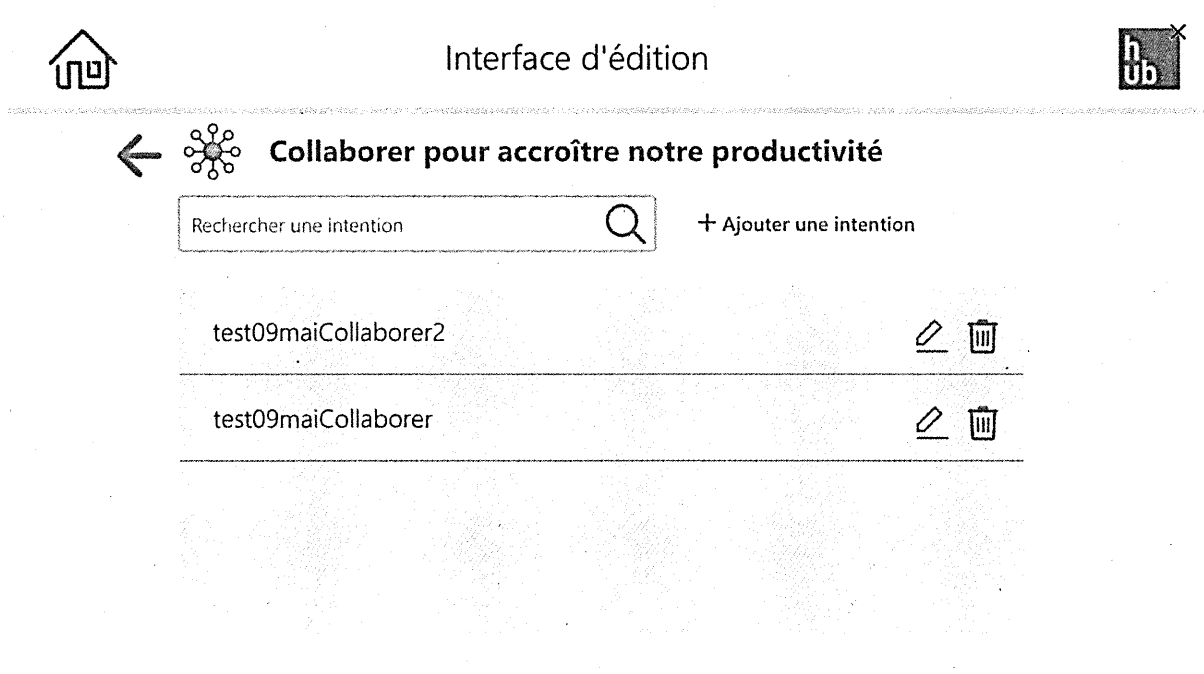 Interface d'édition
hub
Collaborer pour accroître notre productivité
Rechercher une intention
+ Ajouter une intention
test09maiCollaborer2
test09maiCollaborer